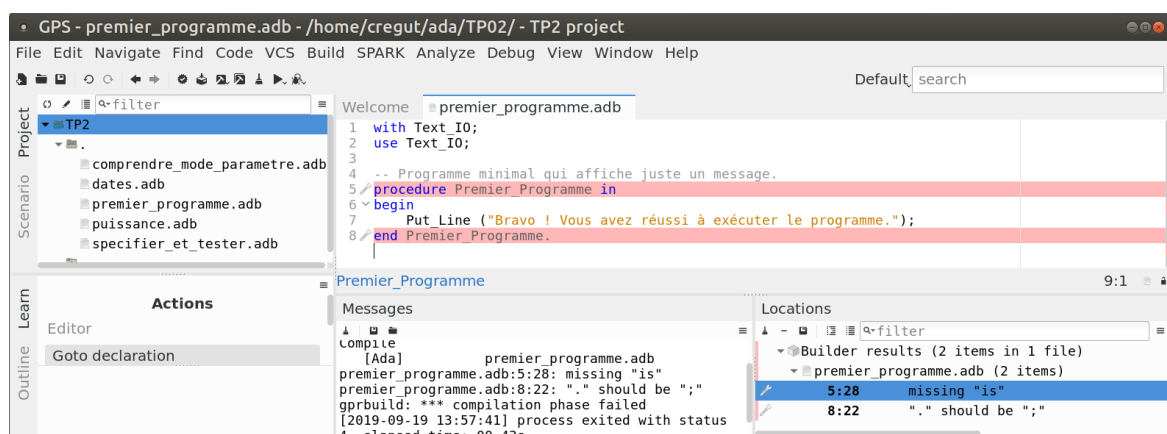 GPS - premier_programme.adb - /home/cregut/ada/TP02/ - TP2 project
File Edit Navigate Find Code VCS Build SPARK Analyze Debug View Window Help
Default search
Project
Scenario
filter
TP2
.
comprendre_mode_parametre.adb
dates.adb
premier_programme.adb
puissance.adb
specifier_et_tester.adb
Welcome premier_programme.adb
1 with Text_IO;
2 use Text_IO;
3
4 -- Programme minimal qui affiche juste un message.
5 procedure Premier_Programme in
6 begin
7 Put_Line ("Bravo ! Vous avez réussi à exécuter le programme.");
8 end Premier_Programme.
Premier_Programme 9:1
Learn
Outline
Actions
Editor
Goto declaration
Messages
Compile
[Ada] premier_programme.adb
premier_programme.adb:5:28: missing "is"
premier_programme.adb:8:22: "." should be ";"
gprbuild: *** compilation phase failed
[2019-09-19 13:57:41] process exited with status
Locations
filter
Builder results (2 items in 1 file)
premier_programme.adb (2 items)
5:28 missing "is"
8:22 "." should be ";"